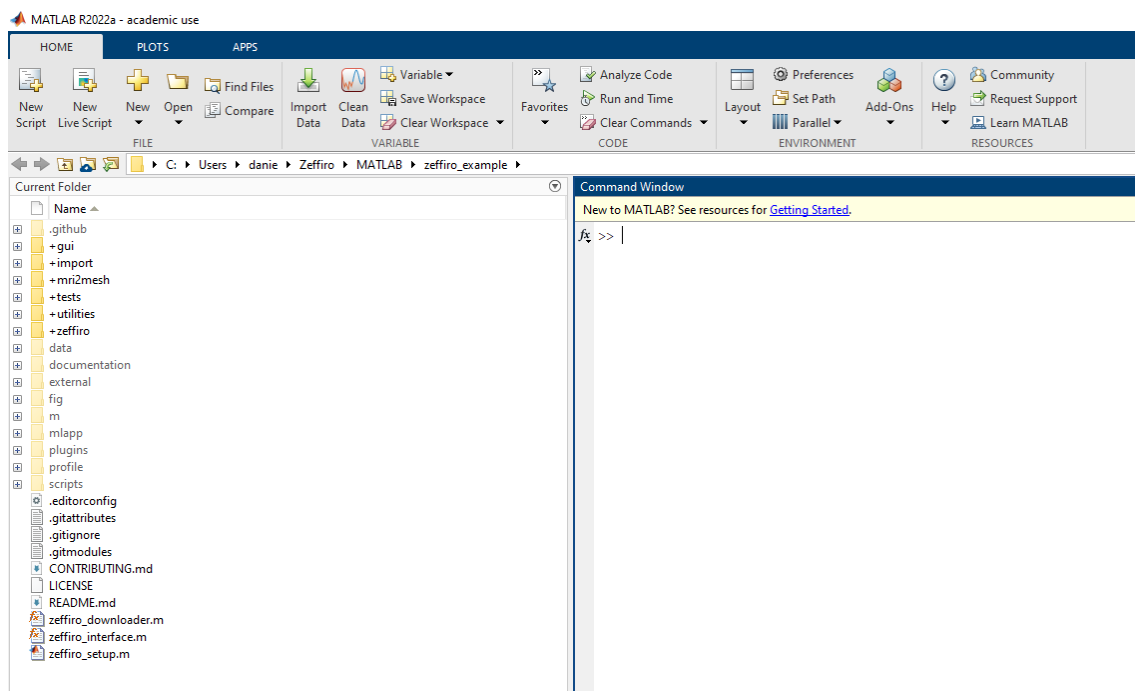 MATLAB R2022a - academic use
HOME PLOTS APPS
New Script
New Live Script
New
Open
Find Files
Compare
FILE
Import Data
Clean Data
Variable
Save Workspace
Clear Workspace
VARIABLE
Favorites
Analyze Code
Run and Time
Clear Commands
CODE
Layout
Preferences
Set Path
Parallel
Add-Ons
ENVIRONMENT
Help
Community
Request Support
Learn MATLAB
RESOURCES
C: Users danie Zeffiro MATLAB zeffiro_example
Current Folder
Name
.github
+gui
+import
+mri2mesh
+tests
+utilities
+zeffiro
data
documentation
external
fig
m
mlapp
plugins
profile
scripts
.editorconfig
.gitattributes
.gitignore
.gitmodules
CONTRIBUTING.md
LICENSE
README.md
zeffiro_downloader.m
zeffiro_interface.m
zeffiro_setup.m
Command Window
New to MATLAB? See resources for Getting Started.
fx >>